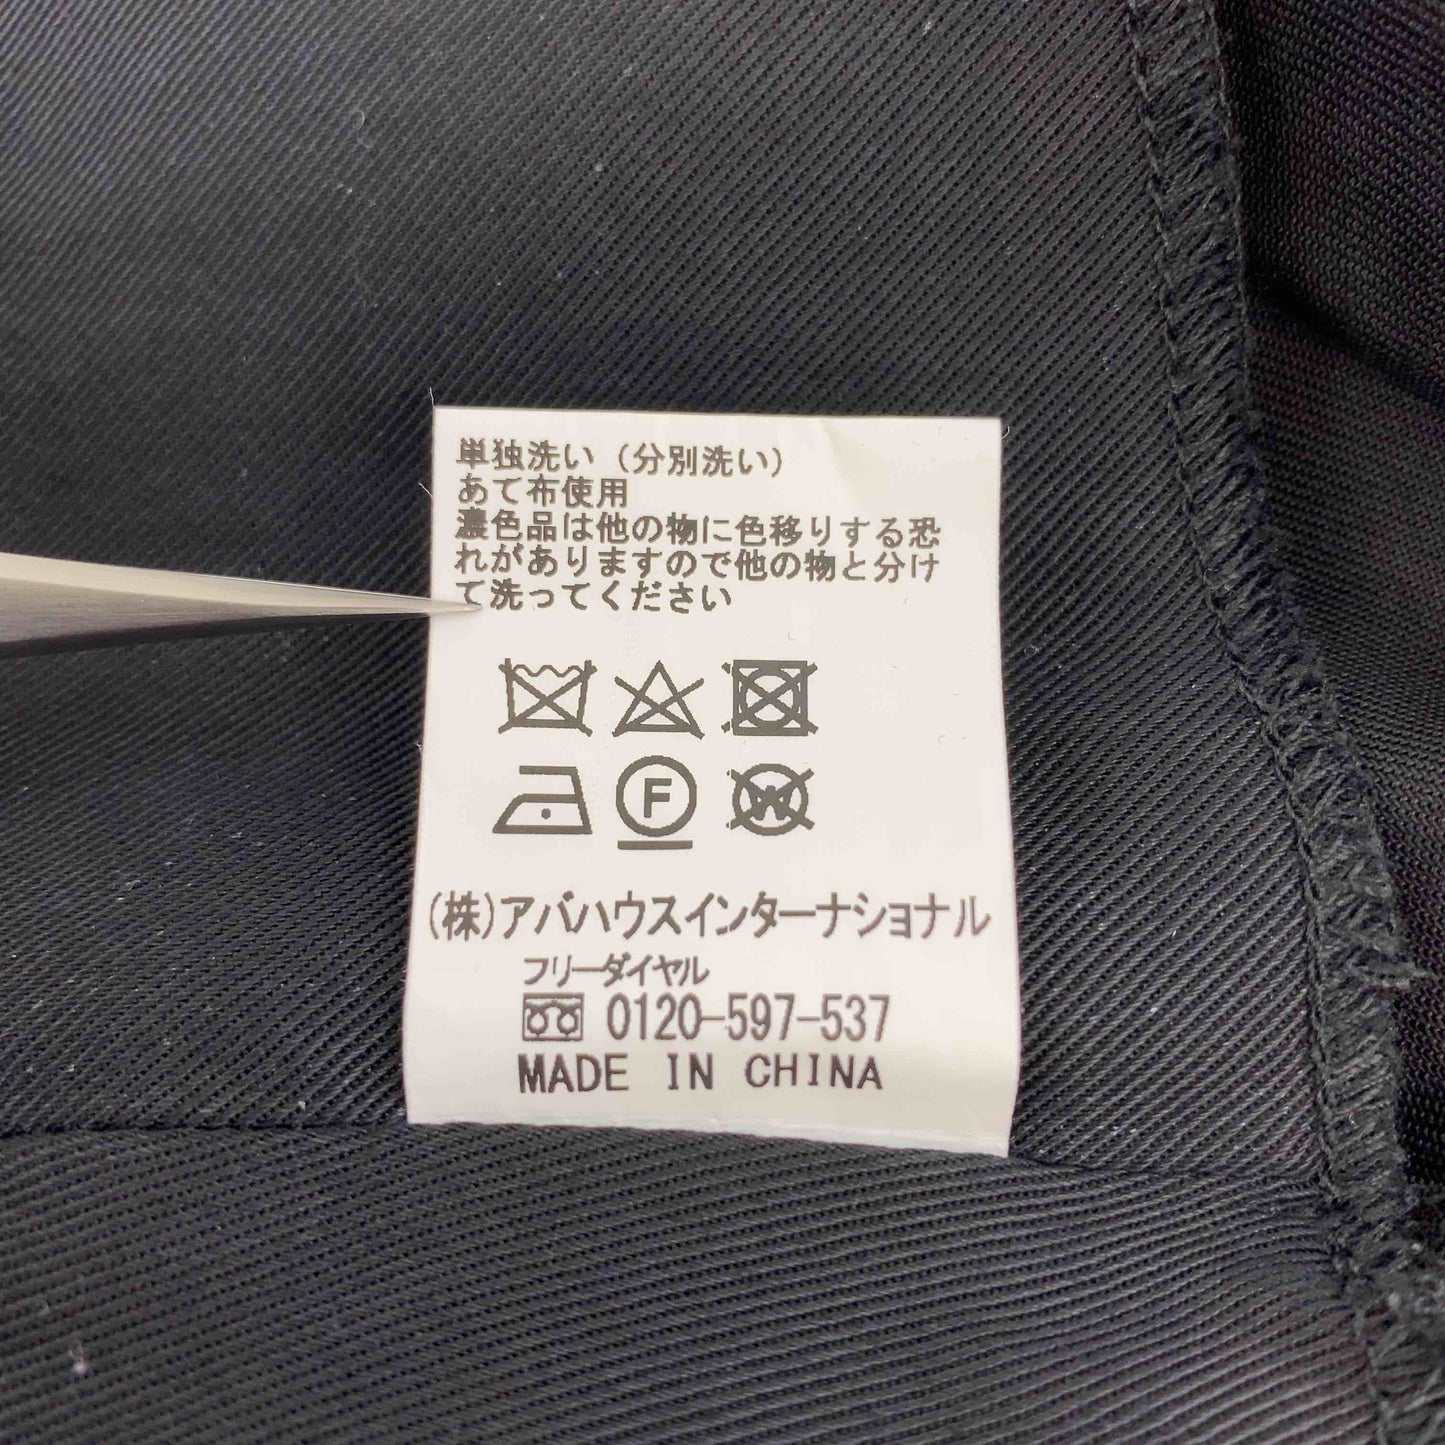 単独洗い（分別洗い）
あて布使用
濃色品は他の物に色移りする恐
れがありますので他の物と分け
て洗ってください
F
W
(株)アバハウスインターナショナル
フリーダイヤル
0120-597-537
MADE IN CHINA